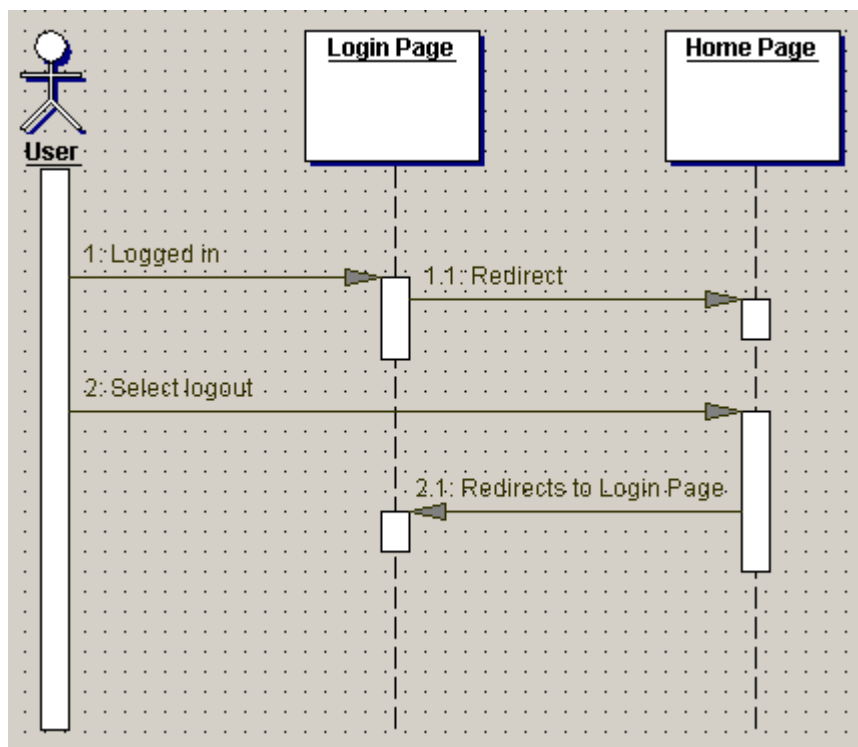 Login Page
Home Page
User
1: Logged in
1.1: Redirect
2: Select logout
2.1: Redirects to Login Page